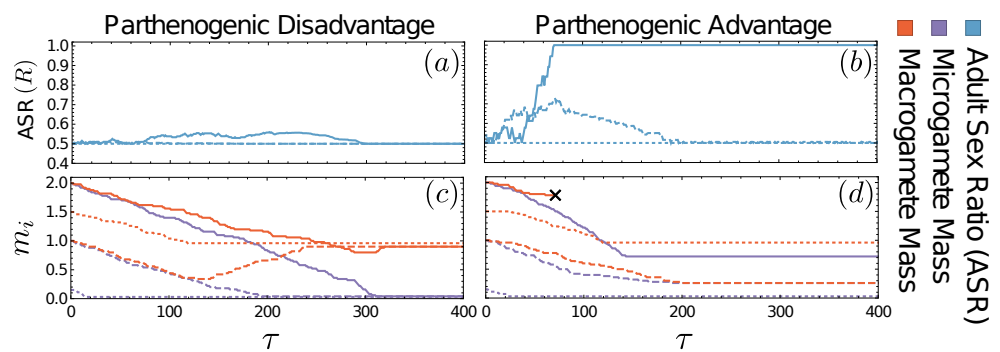 Parthenogenic Disadvantage
Parthenogenic Advantage
ASR (R)
1.0
0.9
0.8
0.7
0.6
0.5
0.4
(a)
(b)
m_i
2.0
1.5
1.0
0.5
0.0
(c)
(d)
0 100 200 300 400
0 100 200 300 400
τ
τ
Adult Sex Ratio (ASR)
Microgamete Mass
Macrogamete Mass